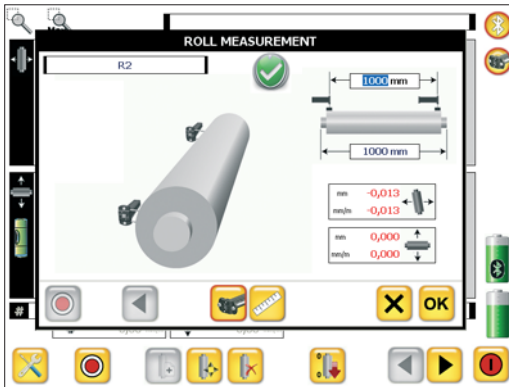 ROLL MEASUREMENT
R2
1000 mm
1000 mm
mm -0,013
mm/m -0,013
mm 0,000
mm/m 0,000
OK
#